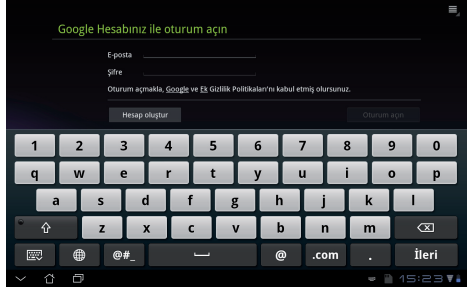 Google Hesabınız ile oturum açın
E-posta
Şifre
Oturum açmakla, Google ve Ek Gizlilik Politikaları'nı kabul etmiş olursunuz.
Hesap oluştur
Oturum açın
1 2 3 4 5 6 7 8 9 0
q w e r t y u i o p
a s d f g h j k l
z x c v b n m
@#_ @ .com . İleri
15:23